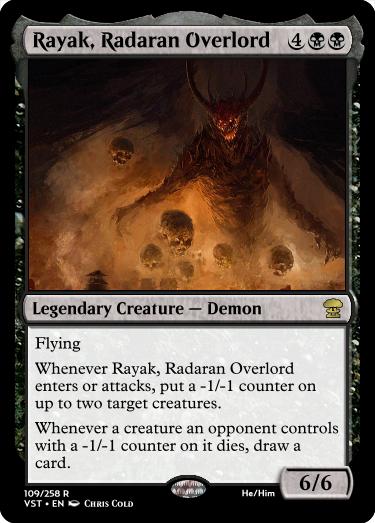 Rayak, Radaran Overlord 4
Legendary Creature — Demon
Flying
Whenever Rayak, Radaran Overlord
enters or attacks, put a -1/-1 counter on
up to two target creatures.
Whenever a creature an opponent controls
with a -1/-1 counter on it dies, draw a
card.
6/6
109/258 R He/Him
VST • EN Chris Cold